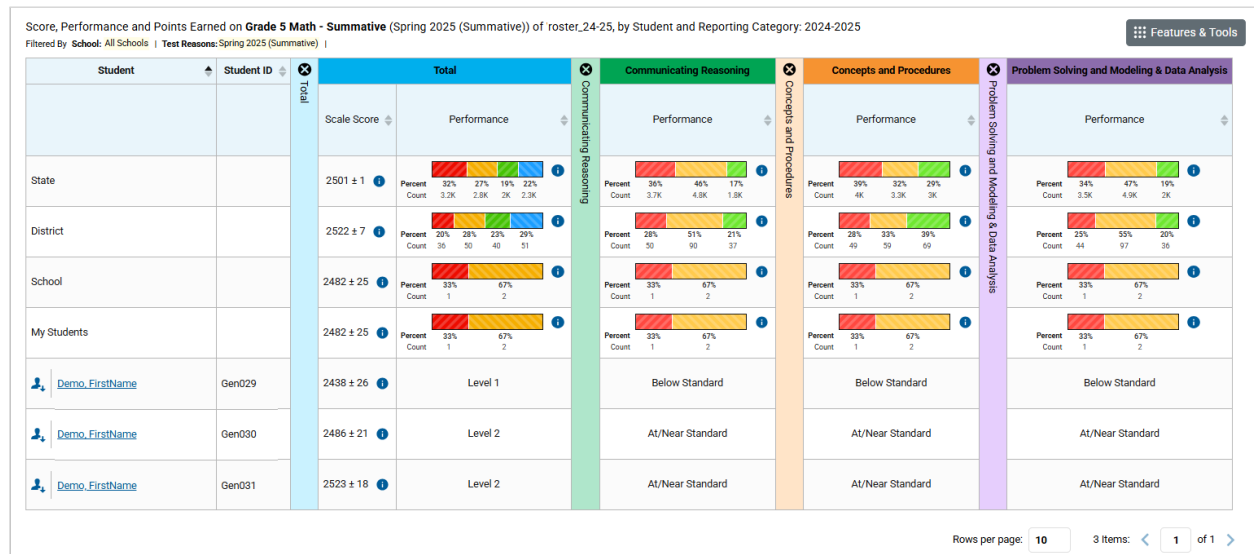 Score, Performance and Points Earned on Grade 5 Math - Summative (Spring 2025 (Summative)) of roster_24-25, by Student and Reporting Category: 2024-2025
Filtered By School: All Schools | Test Reasons: Spring 2025 (Summative) |
Features & Tools
Student Student ID Total Communicating Reasoning Concepts and Procedures Problem Solving and Modeling & Data Analysis
Total
Communicating Reasoning
Concepts and Procedures
Problem Solving and Modeling & Data Analysis
Scale Score Performance Performance Performance Performance
State 2501 ± 1
Percent 32% 27% 19% 22% Percent 36% 46% 17% Percent 39% 32% 29% Percent 34% 47% 19%
Count 3.2K 2.8K 2K 2.3K Count 3.7K 4.8K 1.8K Count 4K 3.3K 3K Count 3.5K 4.9K 2K
District 2522 ± 7
Percent 20% 28% 23% 29% Percent 28% 51% 21% Percent 28% 33% 39% Percent 25% 55% 20%
Count 36 50 40 51 Count 50 90 37 Count 49 59 69 Count 44 97 36
School 2482 ± 25
Percent 33% 67% Percent 33% 67% Percent 33% 67% Percent 33% 67%
Count 1 2 Count 1 2 Count 1 2 Count 1 2
My Students 2482 ± 25
Percent 33% 67% Percent 33% 67% Percent 33% 67% Percent 33% 67%
Count 1 2 Count 1 2 Count 1 2 Count 1 2
Demo, FirstName Gen029 2438 ± 26 Level 1 Below Standard Below Standard Below Standard
Demo, FirstName Gen030 2486 ± 21 Level 2 At/Near Standard At/Near Standard At/Near Standard
Demo, FirstName Gen031 2523 ± 18 Level 2 At/Near Standard At/Near Standard At/Near Standard
Rows per page: 10 3 Items: 1 of 1